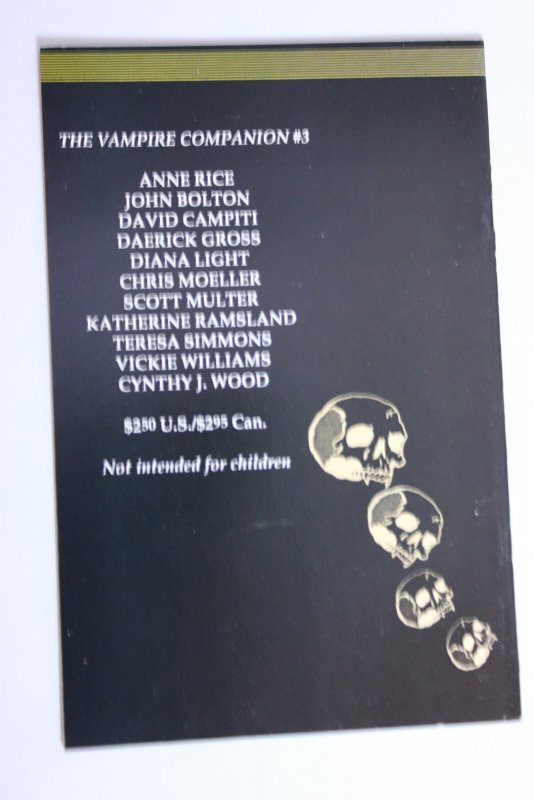 THE VAMPIRE COMPANION #3
ANNE RICE
JOHN BOLTON
DAVID CAMPITI
DAERICK GROSS
DIANA LIGHT
CHRIS MOELLER
SCOTT MULTER
KATHERINE RAMSLAND
TERESA SIMMONS
VICKIE WILLIAMS
CYNTHY J. WOOD
$250 U.S./$295 Can.
Not intended for children